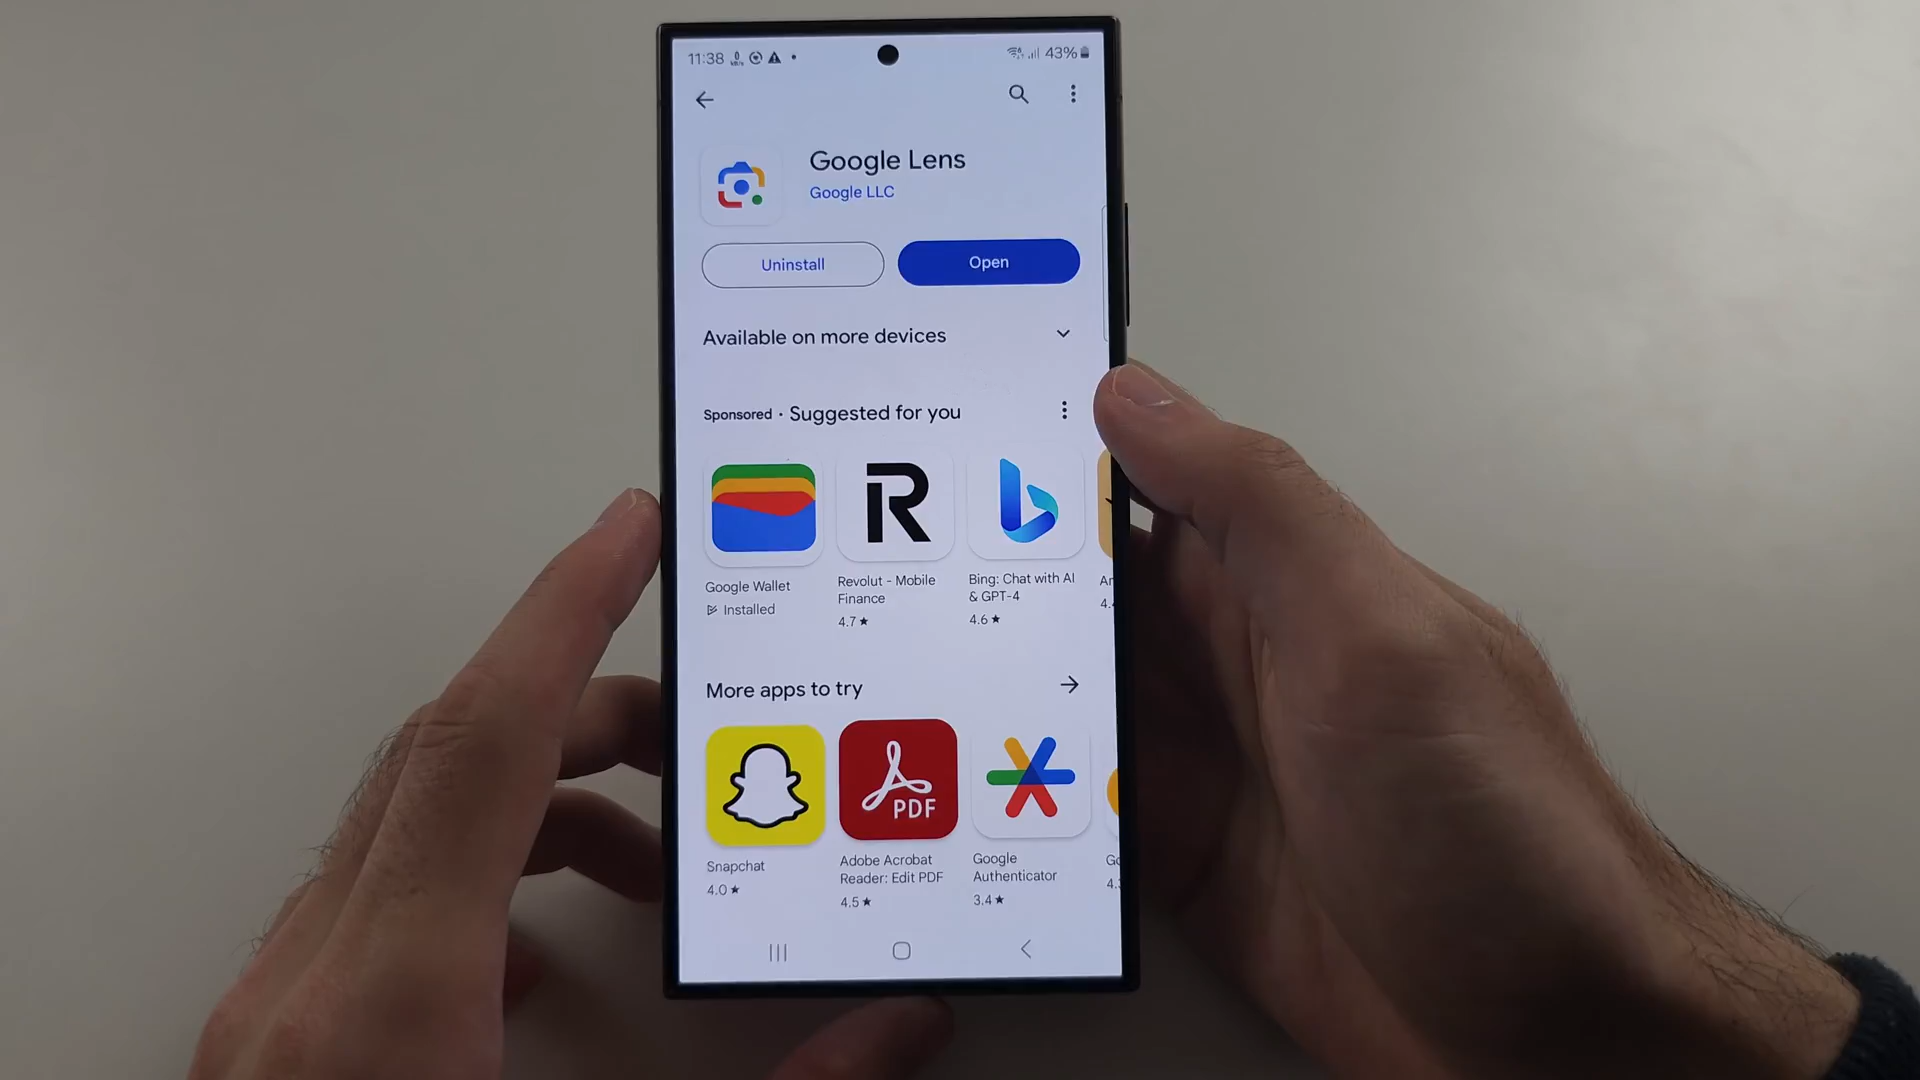 11:38
43%
Google Lens
Google LLC
Uninstall
Open
Available on more devices
Sponsored · Suggested for you
Google Wallet
Installed
Revolut - Mobile
Finance
4.7★
Bing: Chat with AI
& GPT-4
4.6★
4.
More apps to try
PDF
Snapchat
4.0★
Adobe Acrobat
Reader: Edit PDF
4.5★
Google
Authenticator
3.4★
4.